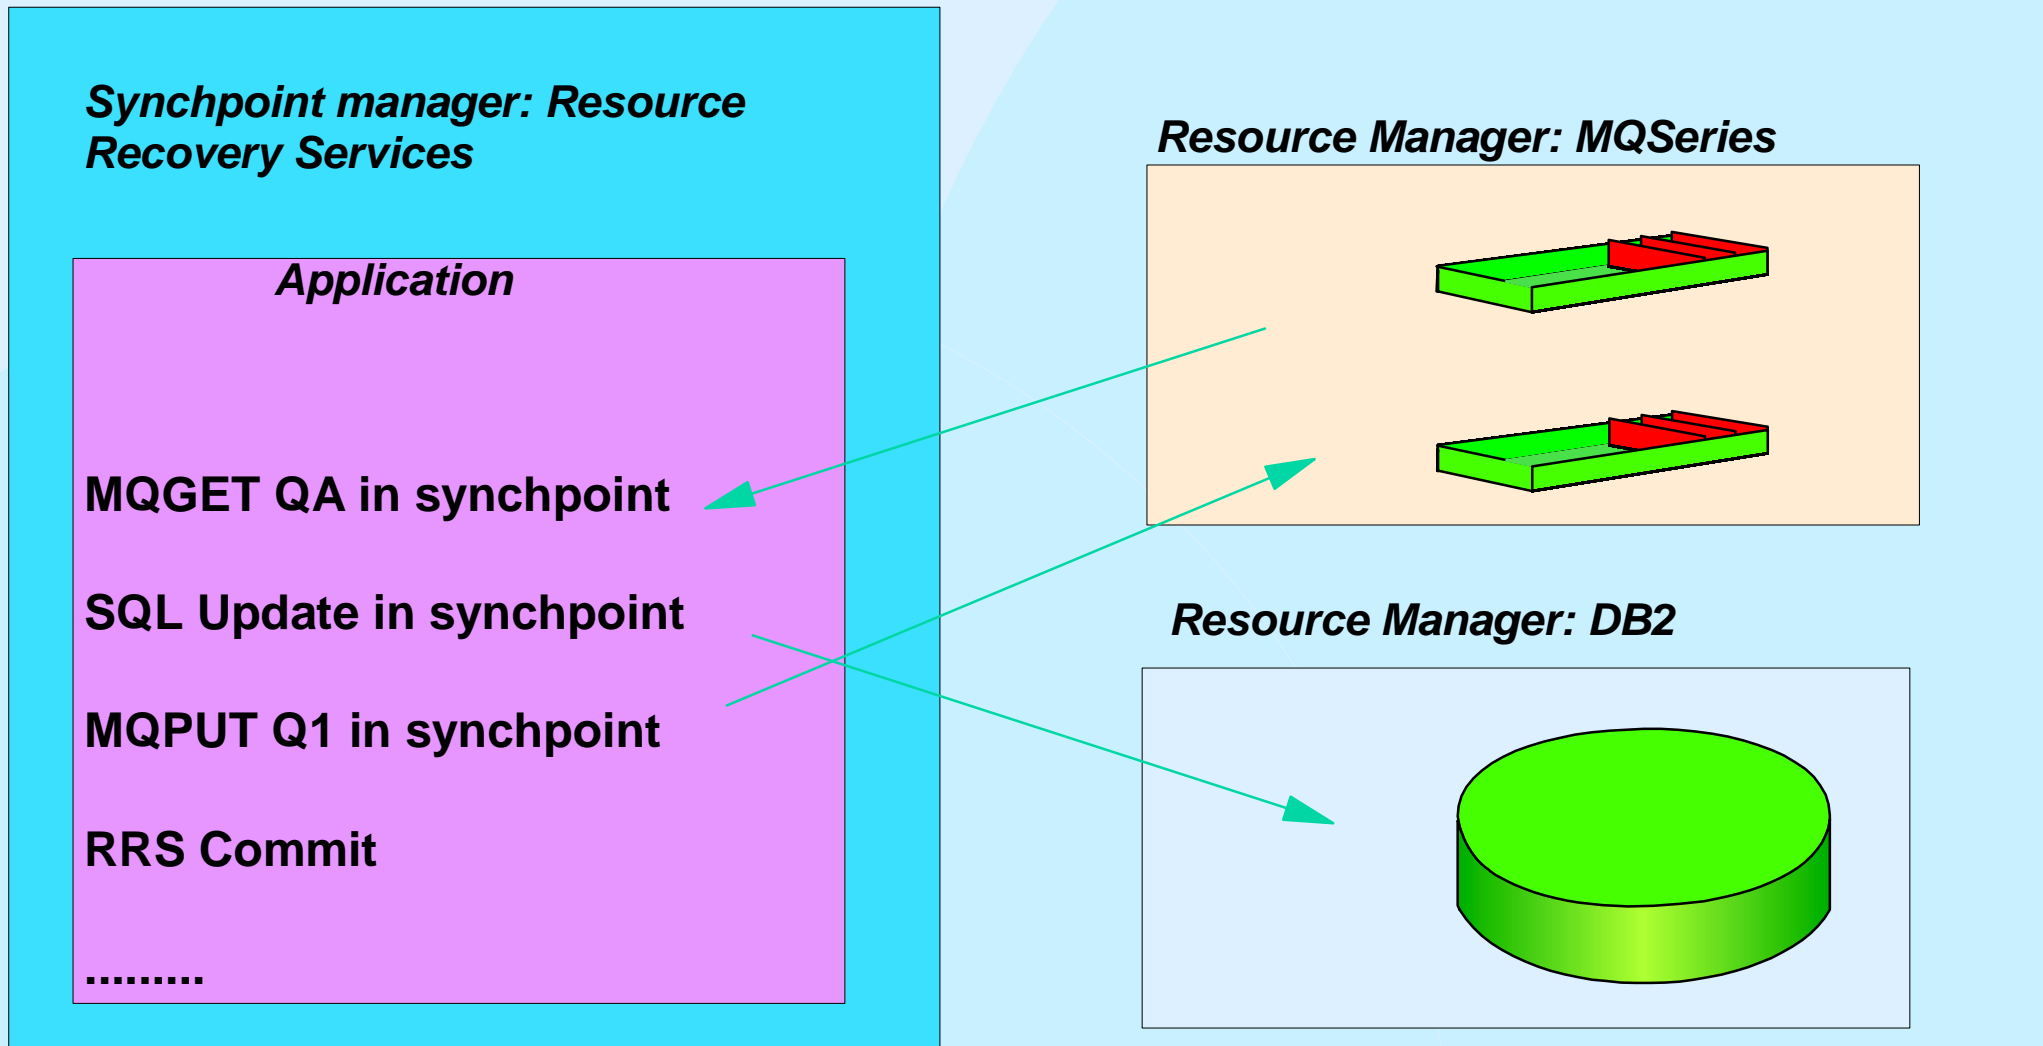 Synchpoint manager: Resource
Recovery Services
Application
MQGET QA in synchpoint
SQL Update in synchpoint
MQPUT Q1 in synchpoint
RRS Commit
.........
Resource Manager: MQSeries
Resource Manager: DB2